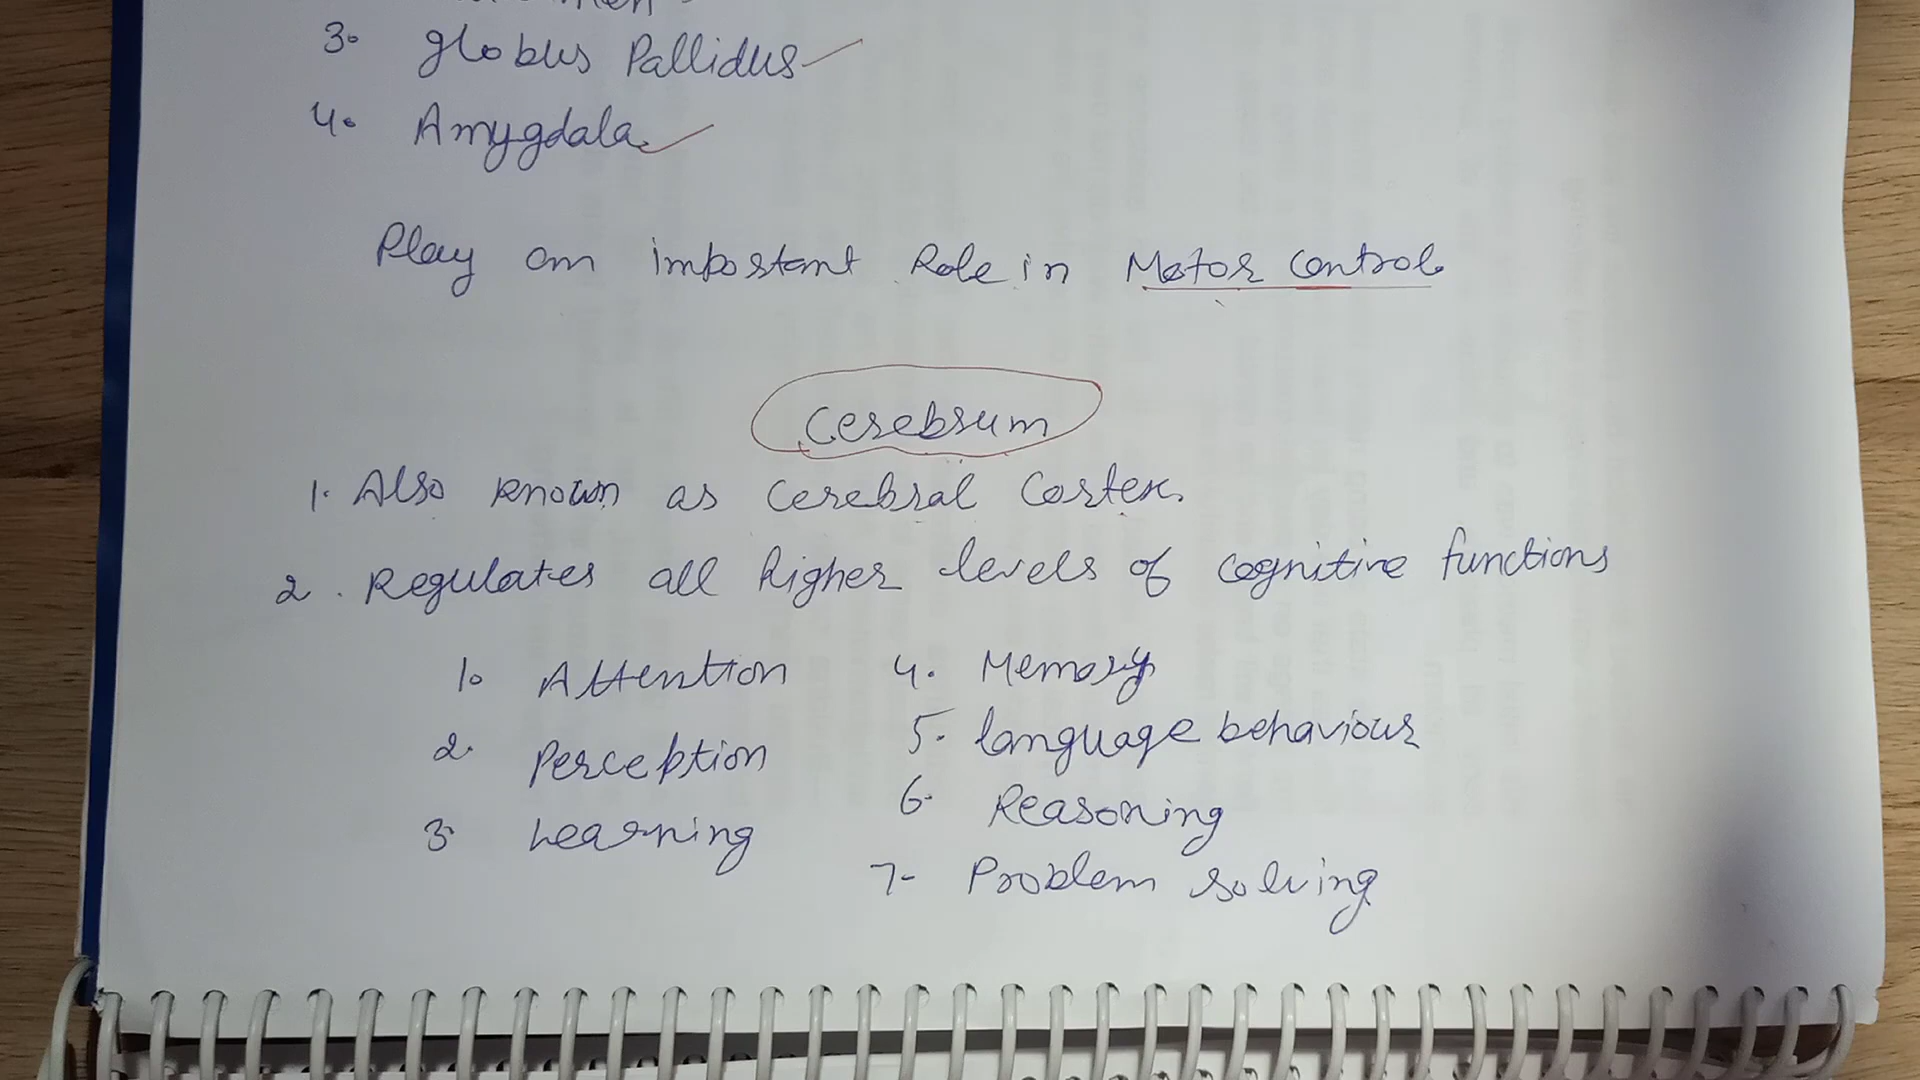 3. Globus Pallidus
4. Amygdala
Play an important Role in Motor Control.
Cerebrum
1. Also known as Cerebral Cortex.
2. Regulates all higher levels of cognitive functions
1. Attention
2. Perception
3. Learning
4. Memory
5. language behaviour
6. Reasoning
7- Problem solving